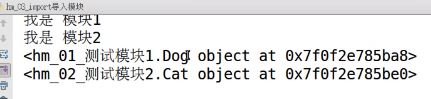 hm_03_import导入模块
我是 模块1
我是 模块2
<hm_01_测试模块1.Dog object at 0x7f0f2e785ba8>
<hm_02_测试模块2.Cat object at 0x7f0f2e785be0>